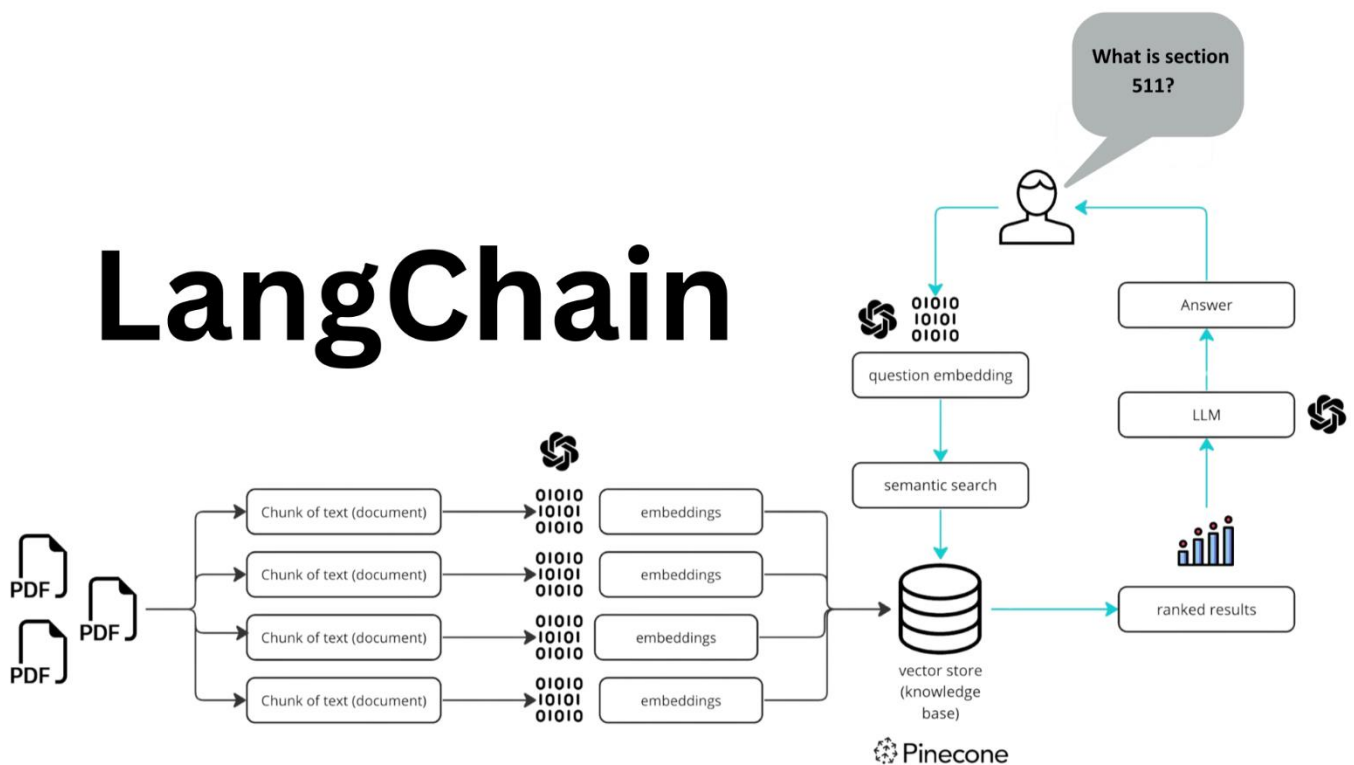 What is section
511?
LangChain
01010
10101
01010
question embedding
semantic search
Answer
LLM
PDF
PDF
PDF
Chunk of text (document)
01010
10101
01010
embeddings
Chunk of text (document)
01010
10101
01010
embeddings
Chunk of text (document)
01010
10101
01010
embeddings
Chunk of text (document)
01010
10101
01010
embeddings
vector store
(knowledge
base)
Pinecone
ranked results